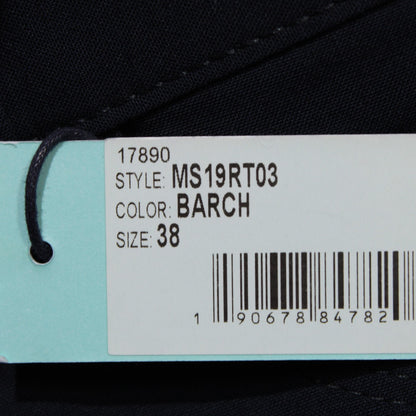 17890
STYLE: MS19RT03
COLOR: BARCH
SIZE: 38
1 90678 84782